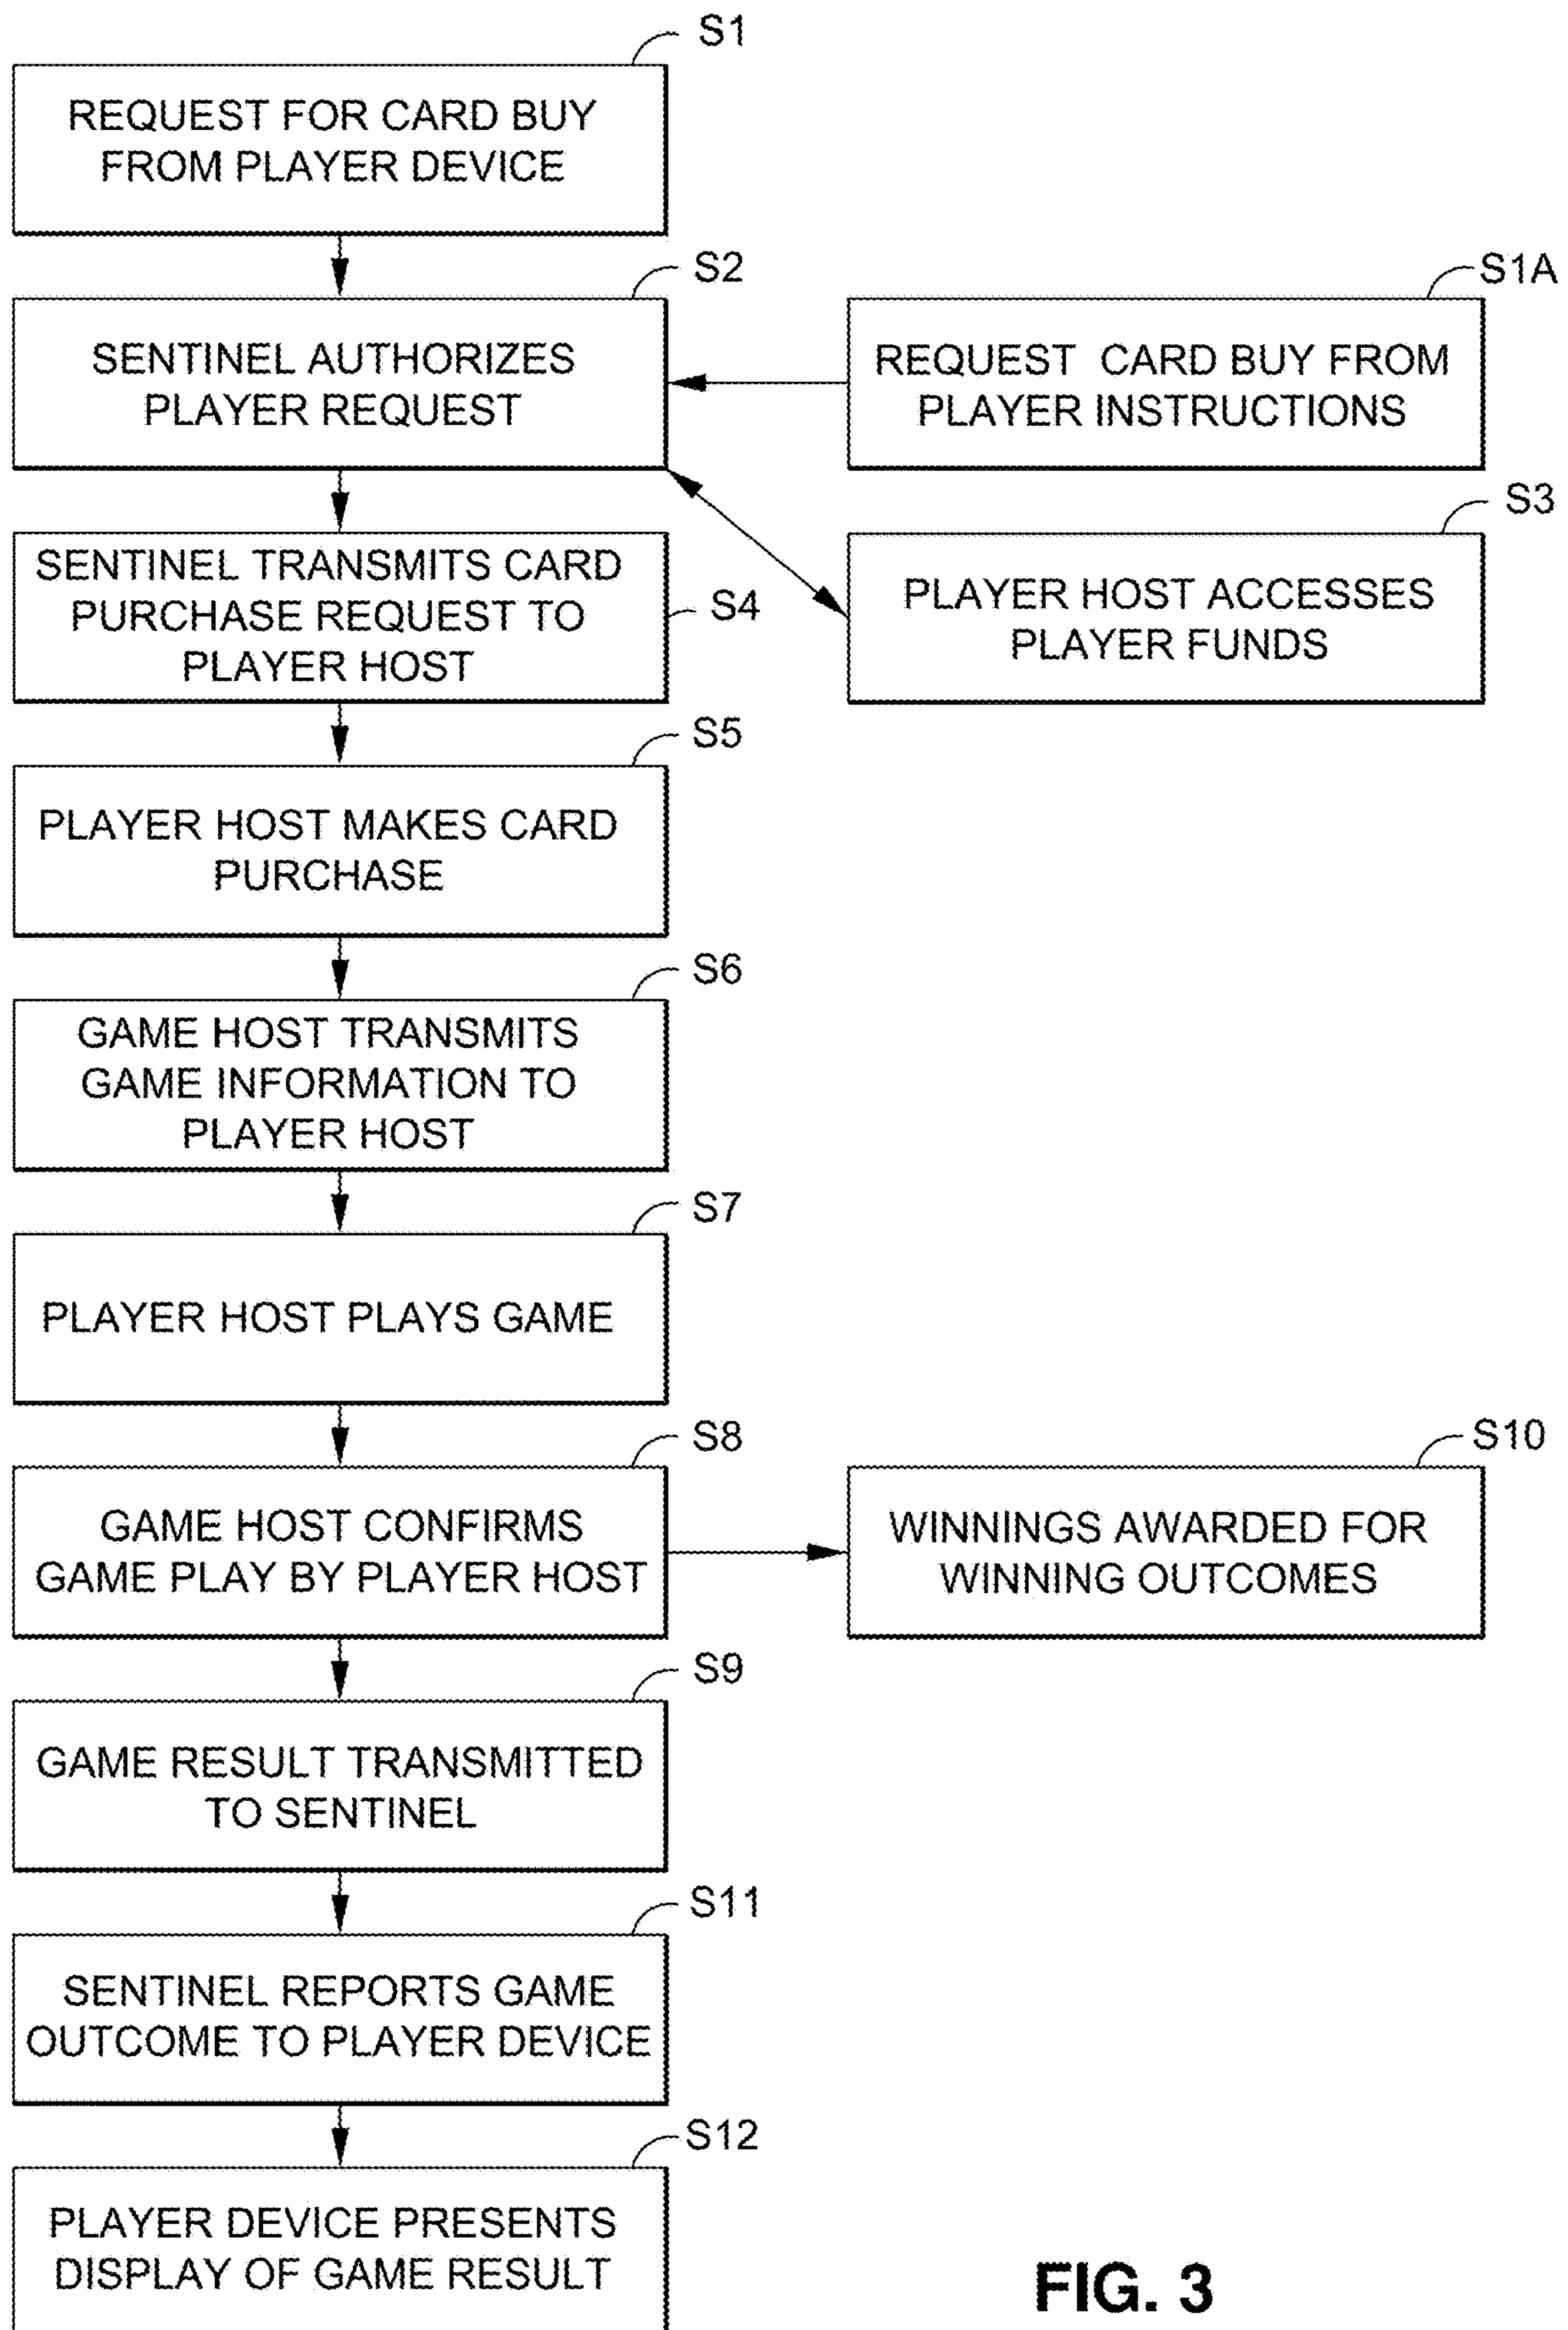 S1
REQUEST FOR CARD BUY
FROM PLAYER DEVICE
S2
SENTINEL AUTHORIZES
PLAYER REQUEST
S1A
REQUEST CARD BUY FROM
PLAYER INSTRUCTIONS
S3
PLAYER HOST ACCESSES
PLAYER FUNDS
SENTINEL TRANSMITS CARD
PURCHASE REQUEST TO
PLAYER HOST
S4
S5
PLAYER HOST MAKES CARD
PURCHASE
S6
GAME HOST TRANSMITS
GAME INFORMATION TO
PLAYER HOST
S7
PLAYER HOST PLAYS GAME
S8
GAME HOST CONFIRMS
GAME PLAY BY PLAYER HOST
S10
WINNINGS AWARDED FOR
WINNING OUTCOMES
S9
GAME RESULT TRANSMITTED
TO SENTINEL
S11
SENTINEL REPORTS GAME
OUTCOME TO PLAYER DEVICE
S12
PLAYER DEVICE PRESENTS
DISPLAY OF GAME RESULT
FIG. 3